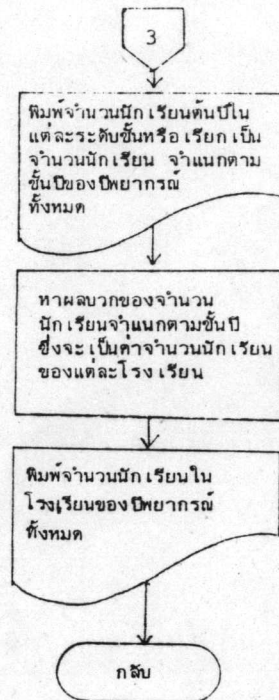 3
พิมพ์จำนวนนักเรียนต้นปีใน
แต่ละระดับชั้นหรือเรียกเป็น
จำนวนนักเรียน จำแนกตาม
ชั้นปีของปีพยากรณ์
ทั้งหมด
หาผลบวกของจำนวน
นักเรียนจำแนกตามชั้นปี
ซึ่งจะเป็นค่าจำนวนนักเรียน
ของแต่ละโรงเรียน
พิมพ์จำนวนนักเรียนใน
โรงเรียนของปีพยากรณ์
ทั้งหมด
กลับ